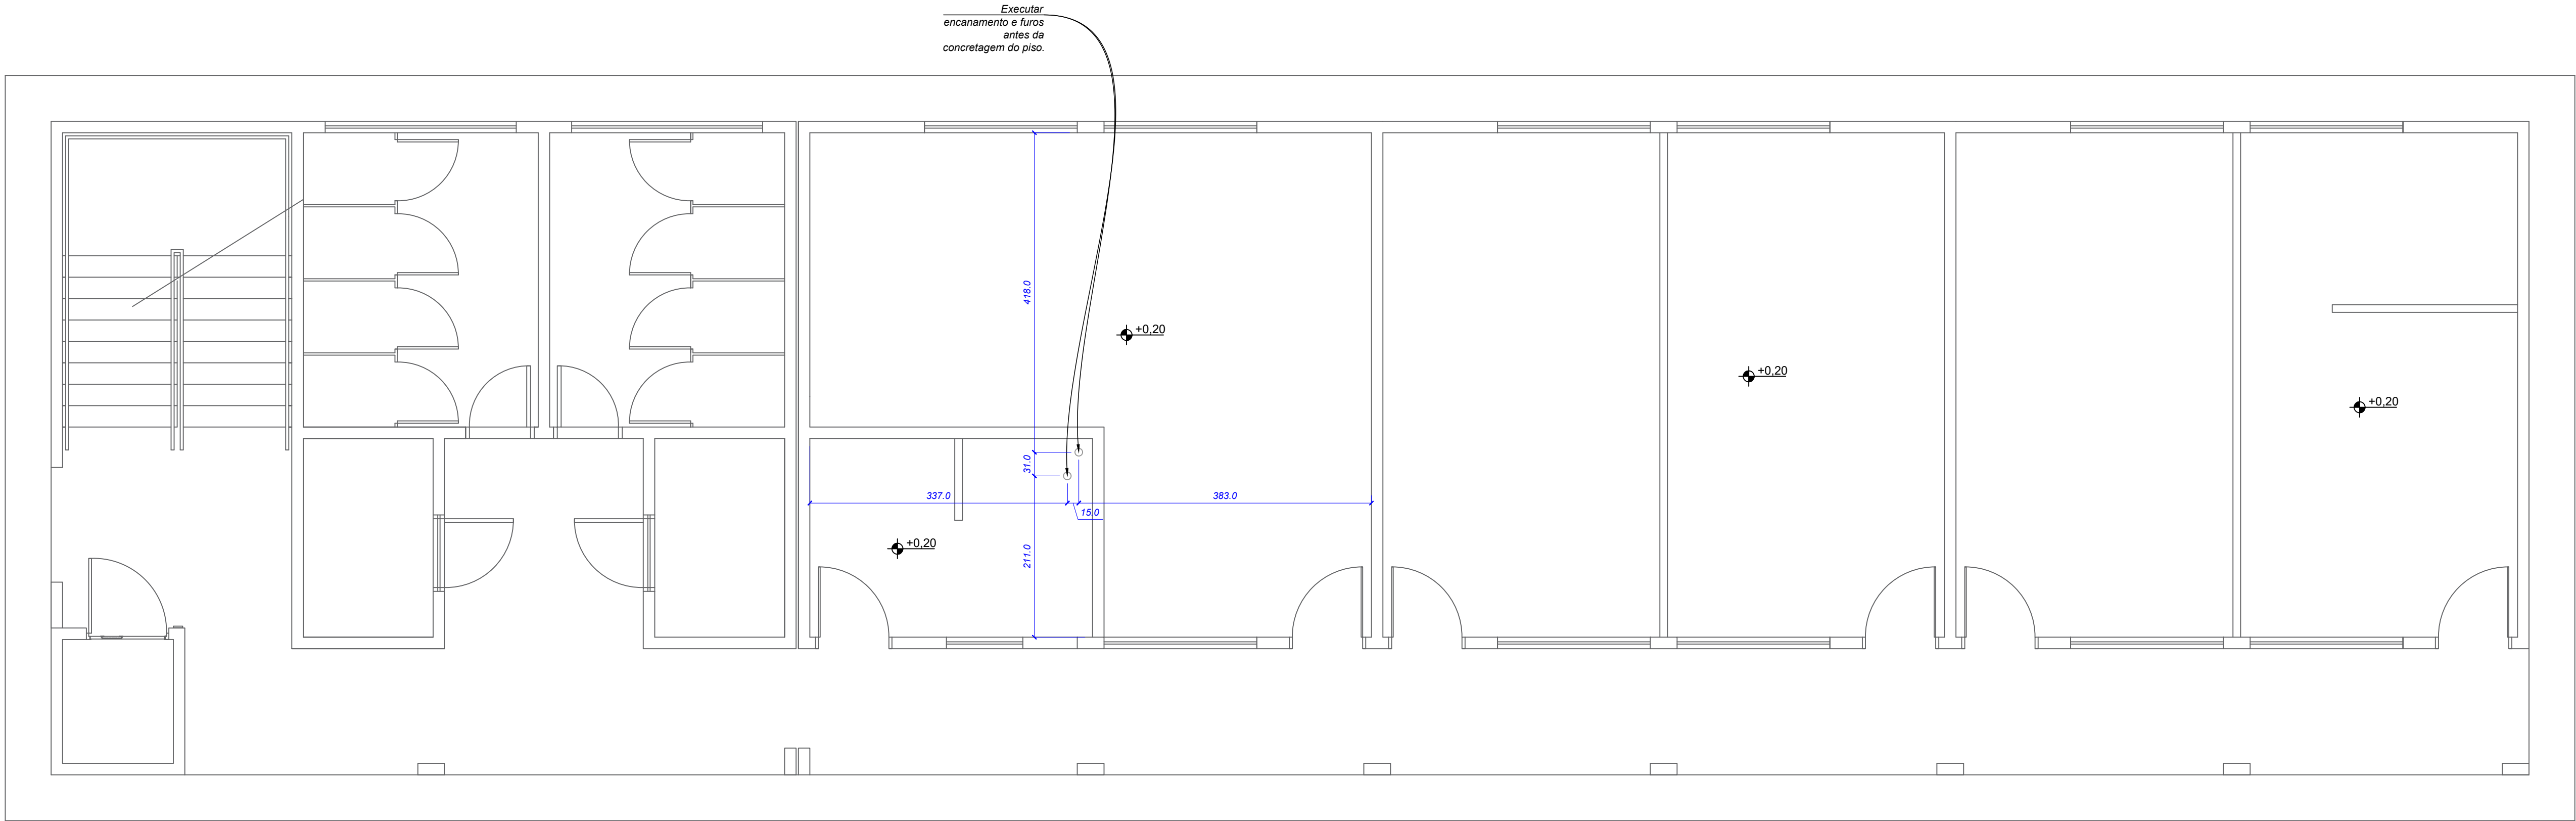 Executar
encanamento e furos
antes da
concretagem do piso.
418.0
+0,20
+0,20
+0,20
31.0
337.0
383.0
15.0
+0,20
211.0